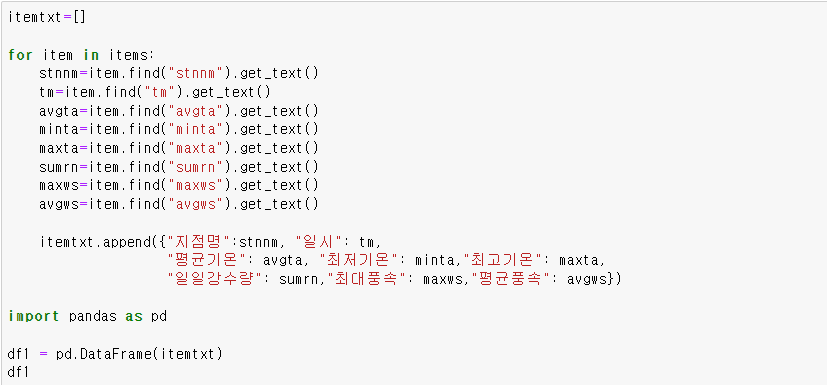 itemtxt=[]
for item in items:
    stnnm=item.find("stnnm").get_text()
    tm=item.find("tm").get_text()
    avgta=item.find("avgta").get_text()
    minta=item.find("minta").get_text()
    maxta=item.find("maxta").get_text()
    sumrn=item.find("sumrn").get_text()
    maxws=item.find("maxws").get_text()
    avgws=item.find("avgws").get_text()
    itemtxt.append({"지점명":stnnm, "일시": tm,
                    "평균기온": avgta, "최저기온": minta,"최고기온": maxta,
                    "일일강수량": sumrn,"최대풍속": maxws,"평균풍속": avgws})
import pandas as pd
df1 = pd.DataFrame(itemtxt)
df1